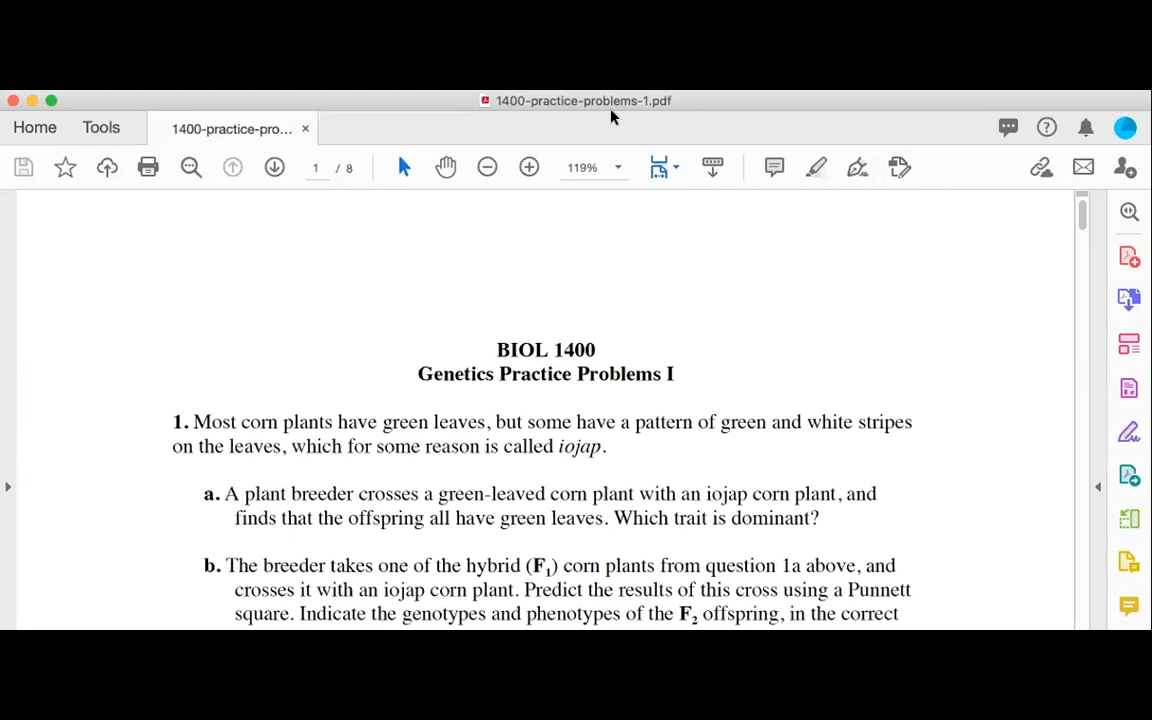 1400-practice-problems-1.pdf
Home Tools 1400-practice-pro... ×
1 / 8 119%
BIOL 1400
Genetics Practice Problems I
1. Most corn plants have green leaves, but some have a pattern of green and white stripes
on the leaves, which for some reason is called iojap.
a. A plant breeder crosses a green-leaved corn plant with an iojap corn plant, and
finds that the offspring all have green leaves. Which trait is dominant?
b. The breeder takes one of the hybrid (F₁) corn plants from question 1a above, and
crosses it with an iojap corn plant. Predict the results of this cross using a Punnett
square. Indicate the genotypes and phenotypes of the F₂ offspring, in the correct